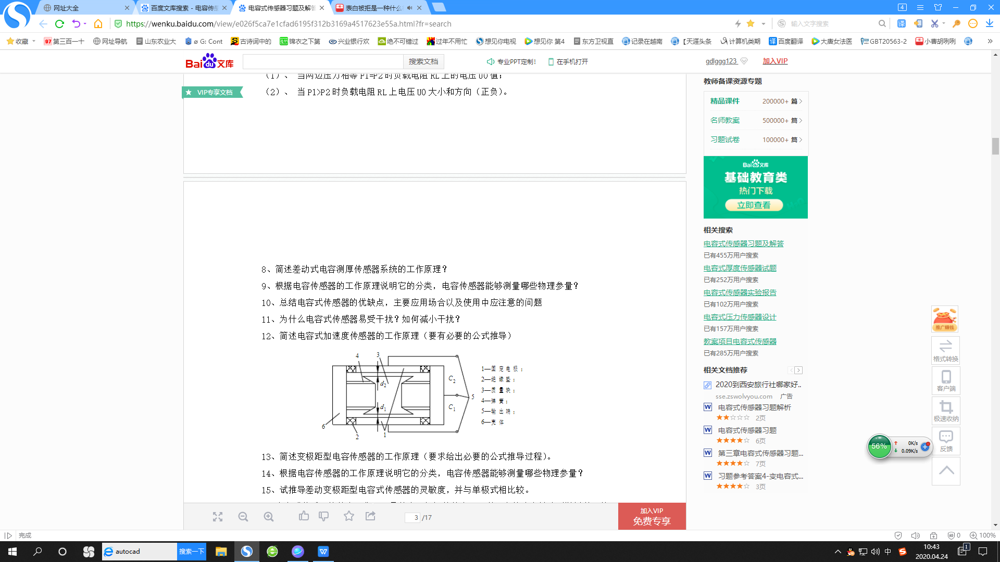 网址大全
百度文库搜索 - 电容传感
电容式传感器习题及解答
表白被拒是一种什么
4
https://wenku.baidu.com/view/e026f5ca7e1cfad6195f312b3169a4517623e55a.html?fr=search
输入文字搜索
收藏
第三百一十
网址导航
山东农业大
ø G: Cont
古诗词中的
锦衣之下第
兴业银行欢
绝不可错过
过年不用忙
想见你电视
想见你 第4
东方卫视直
记录在越南
【天涯头条
计算机类期
百度翻译
大唐女法医
GBT20563-2
小曹胡咧咧
Baidu文库
搜索文档
专业PPT定制!
在手机打开
gdlggg123
加入VIP
(1)、 当两边压力相等 P1=P2 时负载电阻 RL 上的电压 U0 值；
VIP专享文档
(2)、 当 P1>P2 时负载电阻 RL 上电压 U0 大小和方向（正负）。
8、简述差动式电容测厚传感器系统的工作原理？
9、根据电容传感器的工作原理说明它的分类，电容传感器能够测量哪些物理参量？
10、总结电容式传感器的优缺点，主要应用场合以及使用中应注意的问题
11、为什么电容式传感器易受干扰？如何减小干扰？
12、简述电容式加速度传感器的工作原理（要有必要的公式推导）
4
3
d2
d1
C2
C1
5
6
2
1
1—固定电极；
2—绝缘垫；
3—质量块；
4—弹簧；
5—输出端；
6—壳体
13、简述变极距型电容传感器的工作原理（要求给出必要的公式推导过程）。
14、根据电容传感器的工作原理说明它的分类，电容传感器能够测量哪些物理参量？
15、试推导差动变极距型电容式传感器的灵敏度，并与单极式相比较。
3 /17
加入VIP
免费专享
教师备课资源专题
精品课件 200000+ 篇
名师教案 500000+ 篇
习题试卷 100000+ 篇
Bai文库
基础教育类
热门下载
立即查看
相关搜索
电容式传感器习题及解答
已有455万用户搜索
电容式厚度传感器试题
已有252万用户搜索
电容式传感器实验报告
已有102万用户搜索
电容式压力传感器设计
已有157万用户搜索
教案项目电容式传感器
已有285万用户搜索
相关文档推荐
2020到西安旅行社哪家好..
sse.zswolvyou.com 广告
电容式传感器习题解析
2页
电容式传感器习题
6页
第三章电容式传感器习题...
7页
习题参考答案4-变电容式...
3页
推广赚钱
格式转换
客户端
极速收纳
反馈
56%
0K/s
0.09K/s
完成
0
100%
autocad
搜索一下
中
10:43
2020.04.24
1